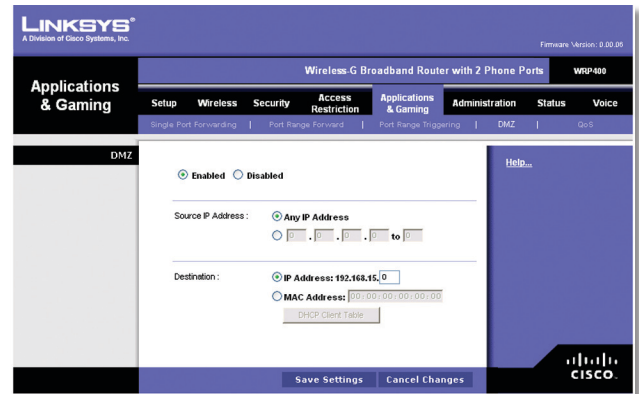 LINKSYS®
A Division of Cisco Systems, Inc.
Firmware Version: 0.00.06
Wireless-G Broadband Router with 2 Phone Ports WRP400
Applications & Gaming
Setup Wireless Security Access Restriction Applications & Gaming Administration Status Voice
Single Port Forwarding | Port Range Forward | Port Range Triggering | DMZ | QoS
DMZ
Help...
Enabled Disabled
Source IP Address : Any IP Address
0 . 0 . 0 . 0 to 0
Destination : IP Address: 192.168.15. 0
MAC Address: 00:00:00:00:00:00
DHCP Client Table
Save Settings Cancel Changes
CISCO.